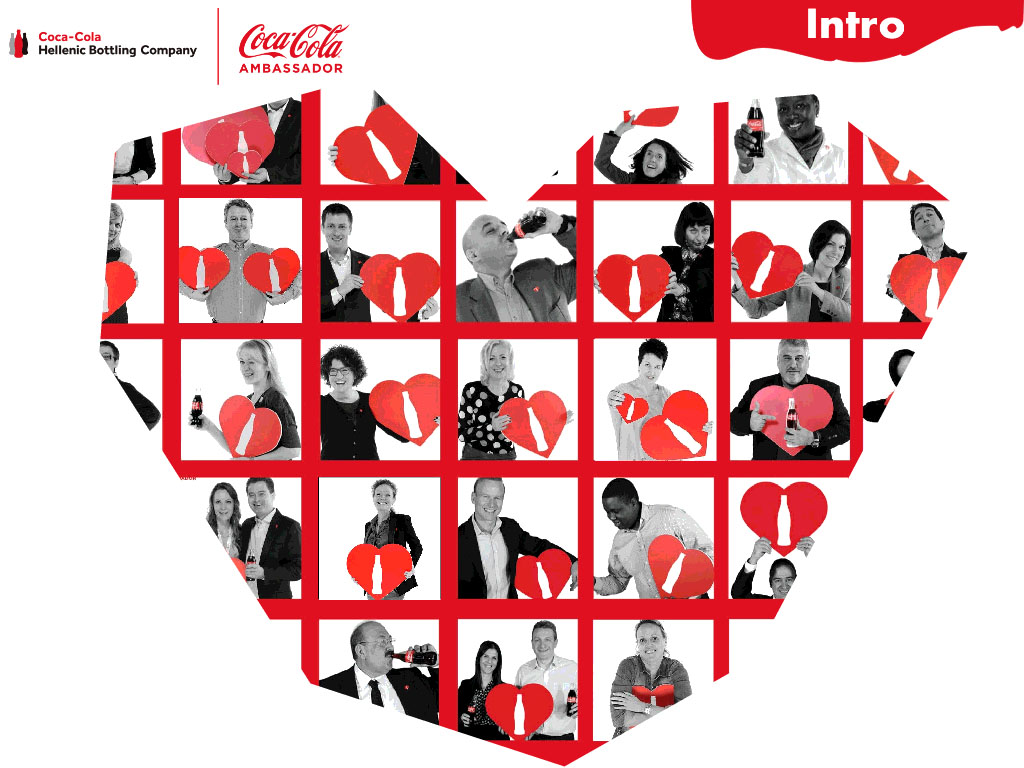 Coca-Cola
Hellenic Bottling Company
Coca-Cola
AMBASSADOR
Intro